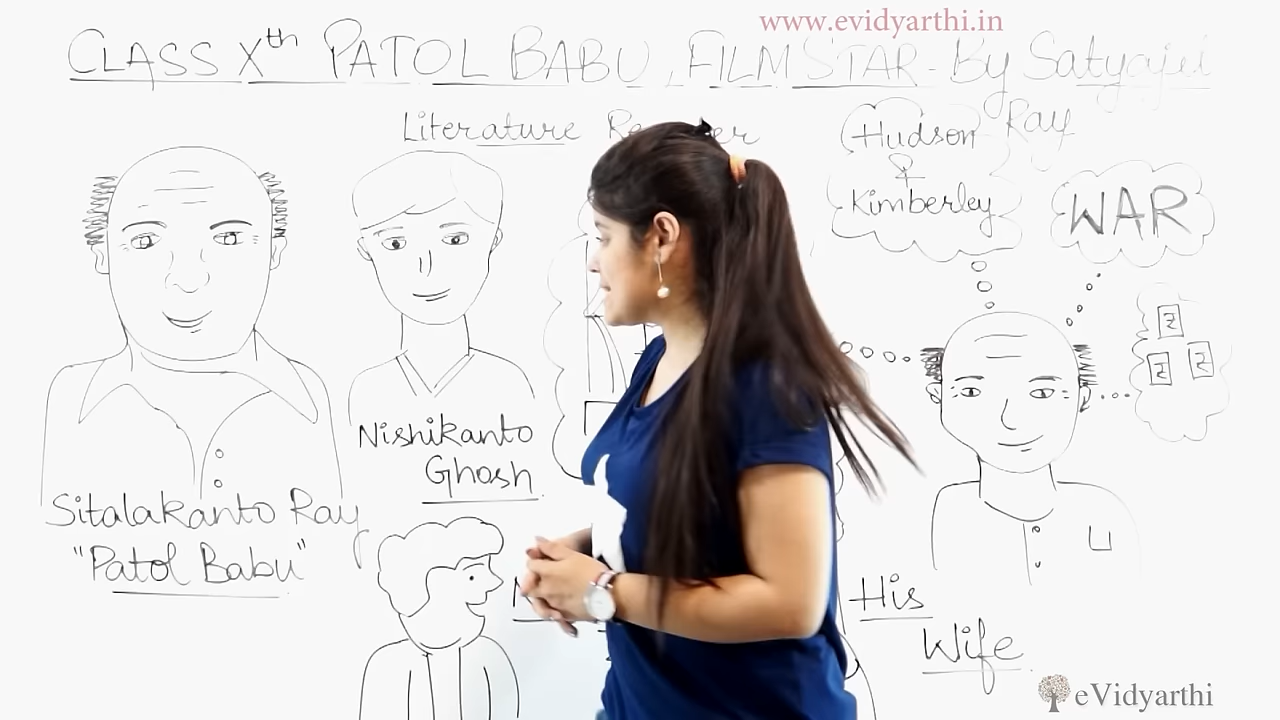 www.evidyarthi.in
CLASS Xth PATOL BABU, FILM STAR - By Satyajit
Ray
Literature
Hudson
&
Kimberley
WAR
₹
₹ ₹
Nishikanto
Ghosh
Sitalakanto Ray
"Patol Babu"
His
Wife
eVidyarthi